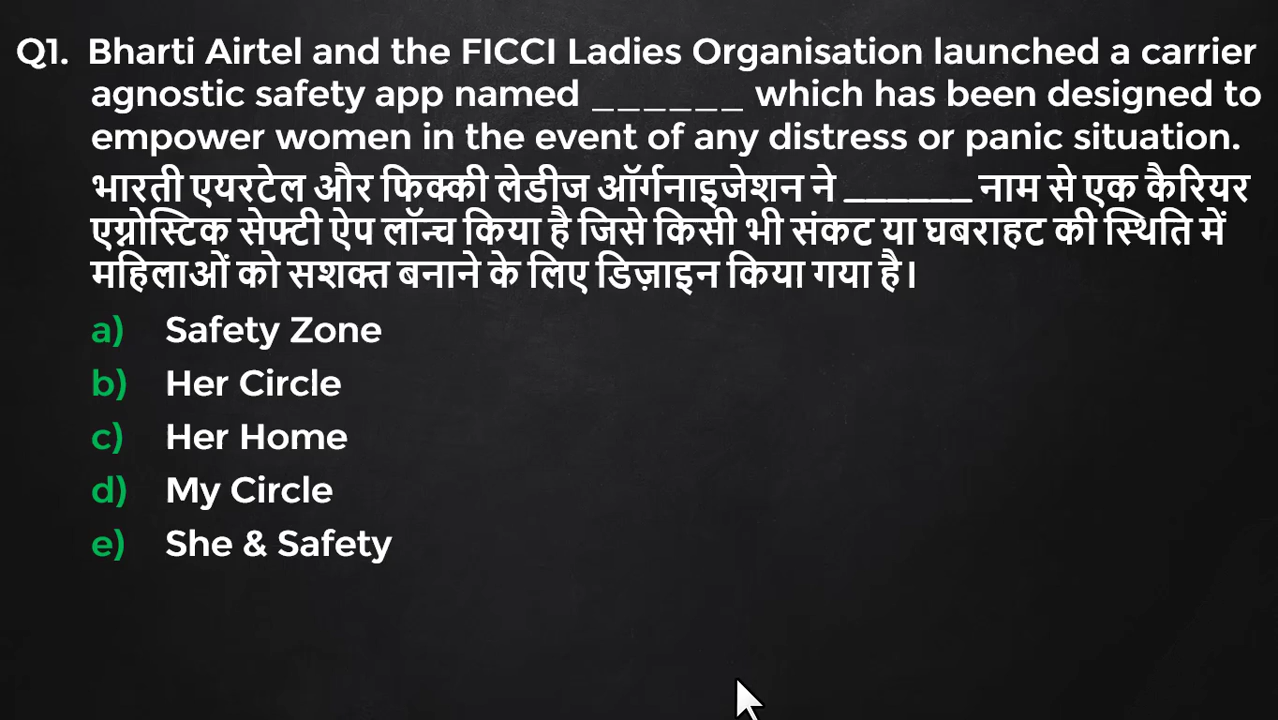 Q1. Bharti Airtel and the FICCI Ladies Organisation launched a carrier
agnostic safety app named ______ which has been designed to
empower women in the event of any distress or panic situation.
भारती एयरटेल और फिक्की लेडीज ऑर्गनाइजेशन ने ______ नाम से एक कैरियर
एग्नोस्टिक सेफ्टी ऐप लॉन्च किया है जिसे किसी भी संकट या घबराहट की स्थिति में
महिलाओं को सशक्त बनाने के लिए डिज़ाइन किया गया है।
a) Safety Zone
b) Her Circle
c) Her Home
d) My Circle
e) She & Safety